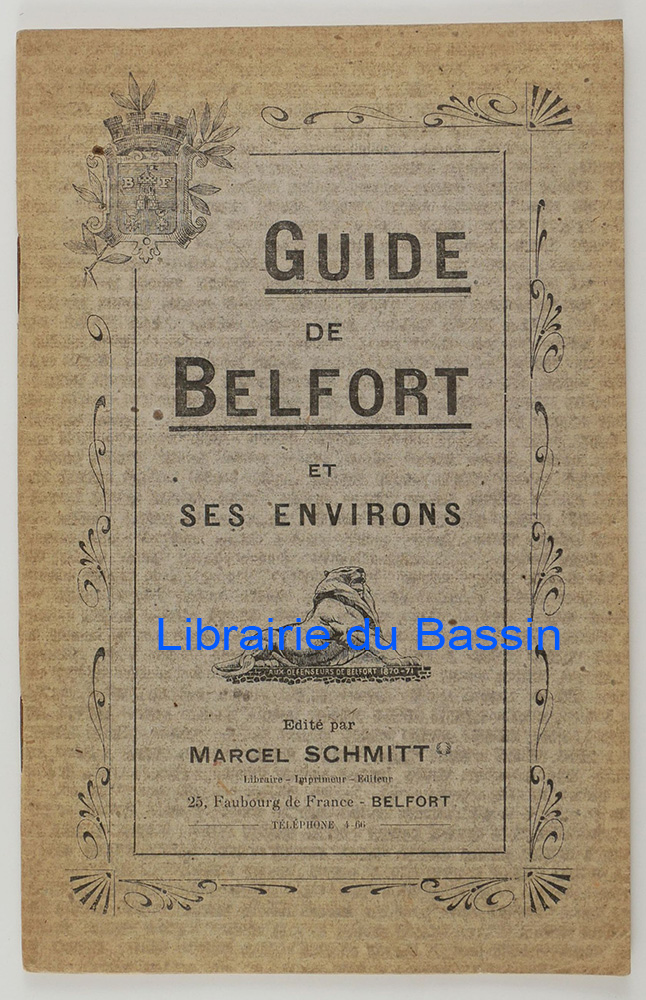 B F
GUIDE
DE
BELFORT
ET
SES ENVIRONS
Librairie du Bassin
AUX DEFENSEURS DE BELFORT 1870-71
Edité par
MARCEL SCHMITT
Libraire - Imprimeur - Editeur
25, Faubourg de France - BELFORT
TÉLÉPHONE 4 66